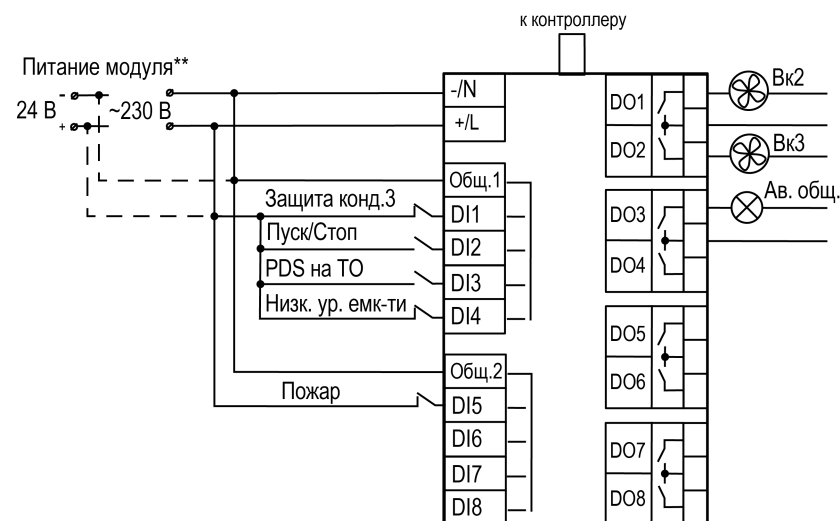 к контроллеру
Питание модуля**
-
24 В
+
~230 В
-/N
+/L
Общ.1
Защита конд.3
DI1
Пуск/Стоп
DI2
PDS на ТО
DI3
Низк. ур. емк-ти
DI4
Общ.2
Пожар
DI5
DI6
DI7
DI8
DO1
Вк2
DO2
Вк3
Ав. общ.
DO3
DO4
DO5
DO6
DO7
DO8